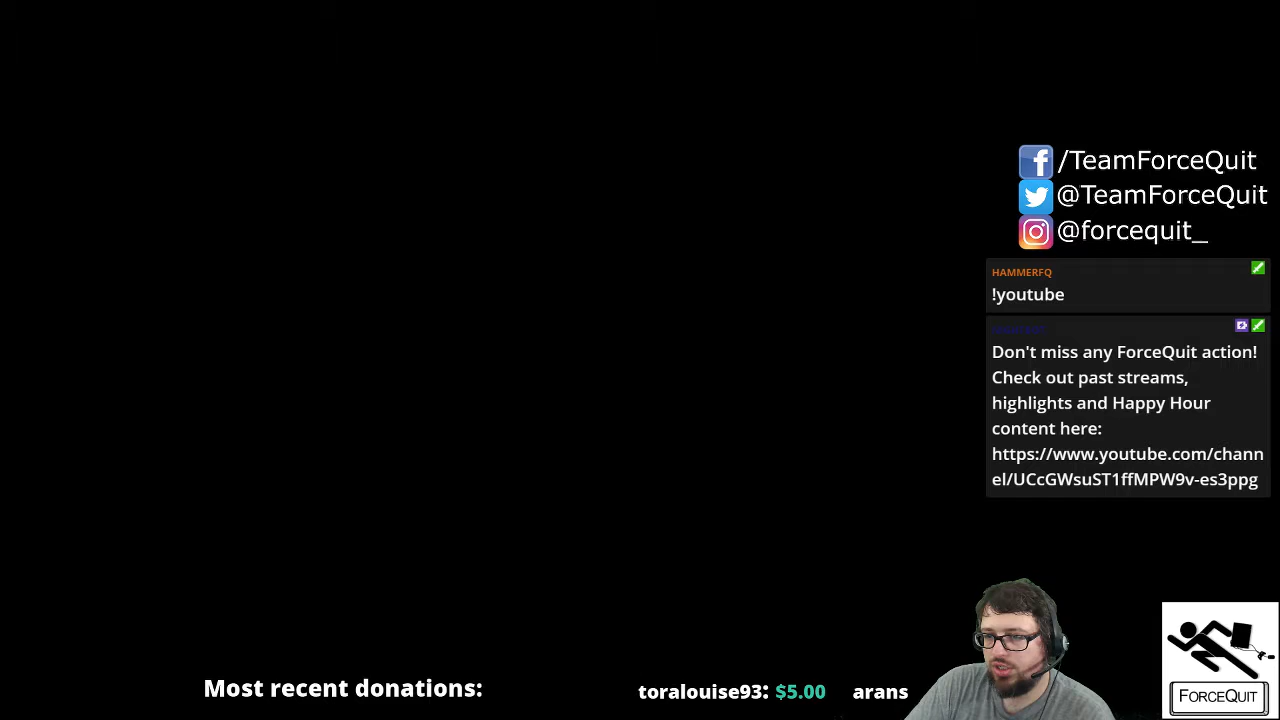 /TeamForceQuit
@TeamForceQuit
@forcequit_
HAMMERFQ
!youtube
Don't miss any ForceQuit action!
Check out past streams,
highlights and Happy Hour
content here:
https://www.youtube.com/chann
el/UCcGWsuST1ffMPW9v-es3ppg
Most recent donations:
toralouise93: $5.00 arans
FORCEQUIT